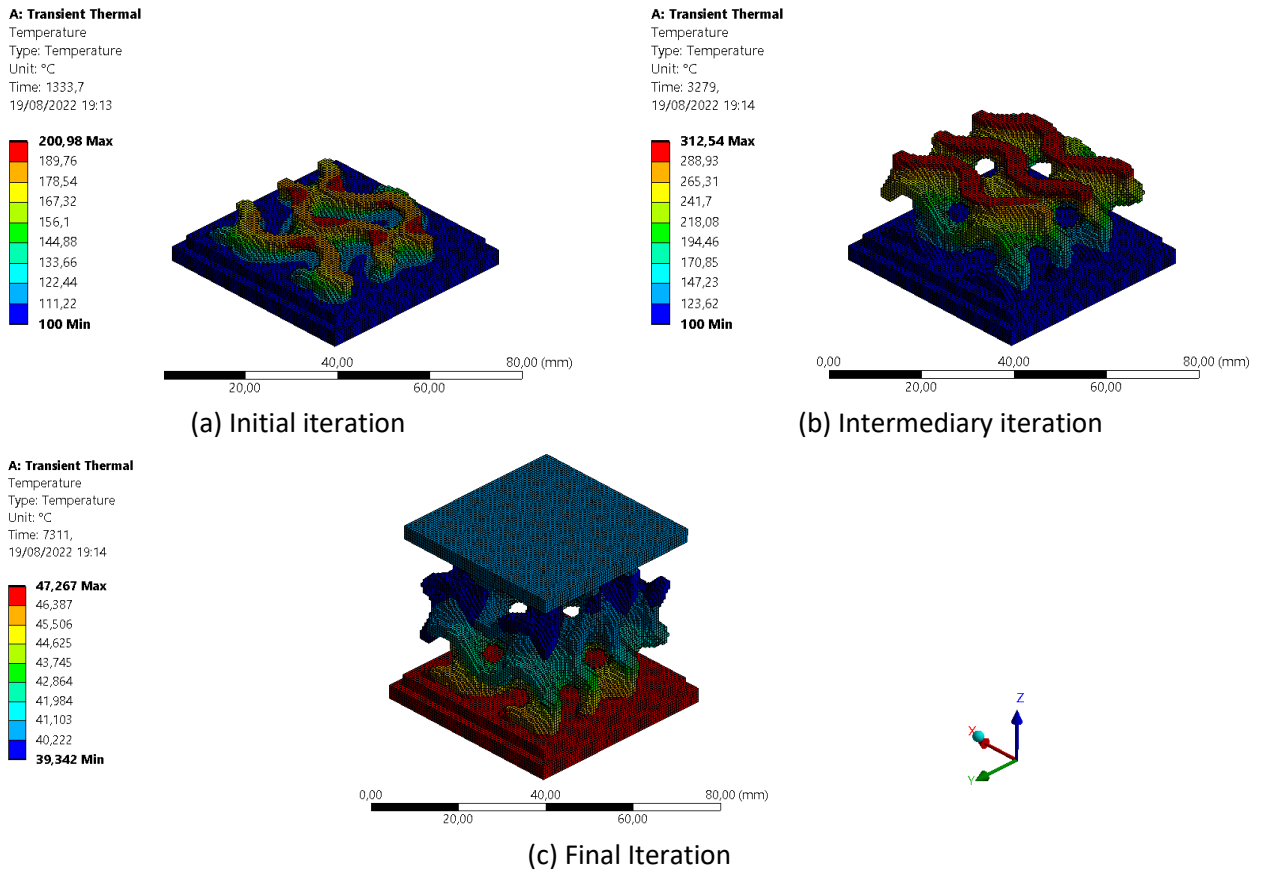 A: Transient Thermal
Temperature
Type: Temperature
Unit: °C
Time: 1333,7
19/08/2022 19:13
200,98 Max
189,76
178,54
167,32
156,1
144,88
133,66
122,44
111,22
100 Min
40,00 80,00 (mm)
20,00 60,00
(a) Initial iteration
A: Transient Thermal
Temperature
Type: Temperature
Unit: °C
Time: 3279,
19/08/2022 19:14
312,54 Max
288,93
265,31
241,7
218,08
194,46
170,85
147,23
123,62
100 Min
0,00 40,00 80,00 (mm)
20,00 60,00
(b) Intermediary iteration
A: Transient Thermal
Temperature
Type: Temperature
Unit: °C
Time: 7311,
19/08/2022 19:14
47,267 Max
46,387
45,506
44,625
43,745
42,864
41,984
41,103
40,222
39,342 Min
0,00 40,00 80,00 (mm)
20,00 60,00
Z
X
Y
(c) Final Iteration